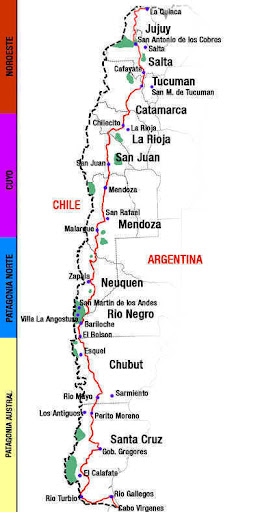 NOROESTE
CUYO
PATAGONIA NORTE
PATAGONIA AUSTRAL
La Quiaca
Jujuy
San Antonio de los Cobres
Salta
Salta
Cafayate
Tucuman
San M. de Tucuman
Catamarca
Chilecito
La Rioja
La Rioja
San Juan
San Juan
Mendoza
CHILE
San Rafael
Mendoza
Malargue
ARGENTINA
Zapala
Neuquen
San Martin de los Andes
Rio Negro
Villa La Angostura
Bariloche
El Bolson
Esquel
Chubut
Rio Mayo
Sarmiento
Los Antiguos
Perito Moreno
Santa Cruz
Gob. Gregores
El Calafate
Rio Turbio
Rio Gallegos
Cabo Virgenes